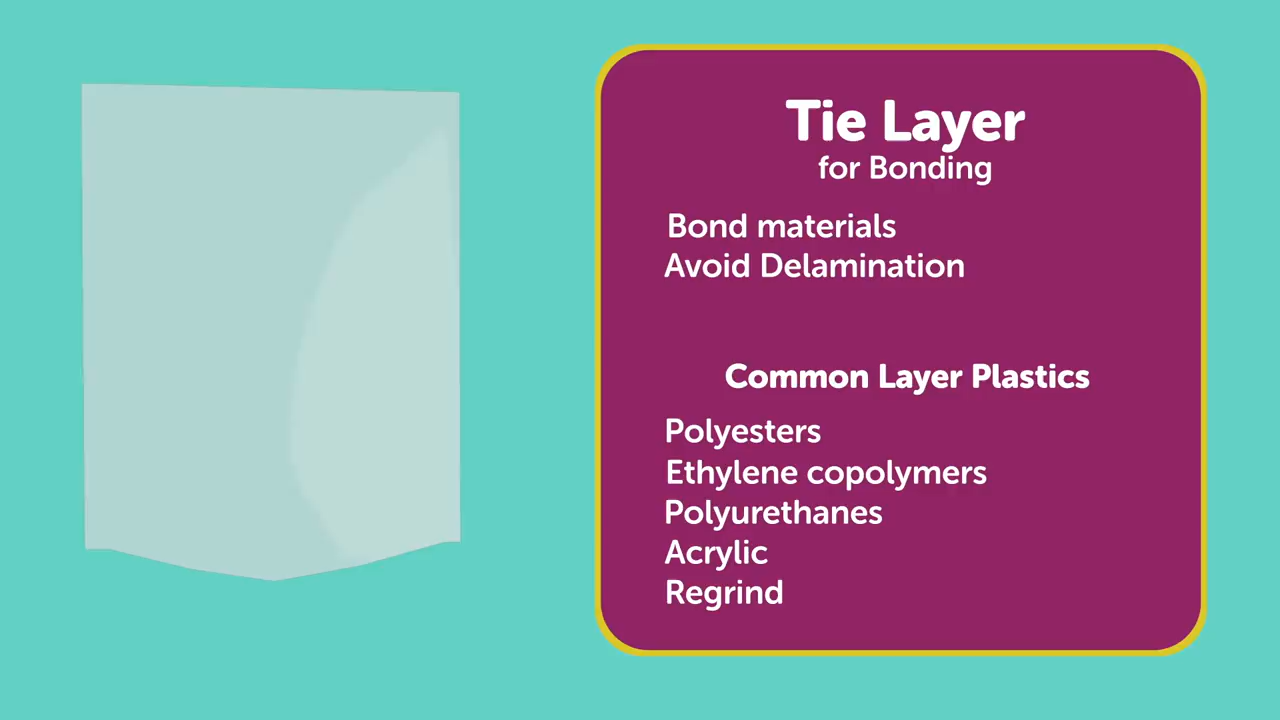 Tie Layer
for Bonding
Bond materials
Avoid Delamination
Common Layer Plastics
Polyesters
Ethylene copolymers
Polyurethanes
Acrylic
Regrind